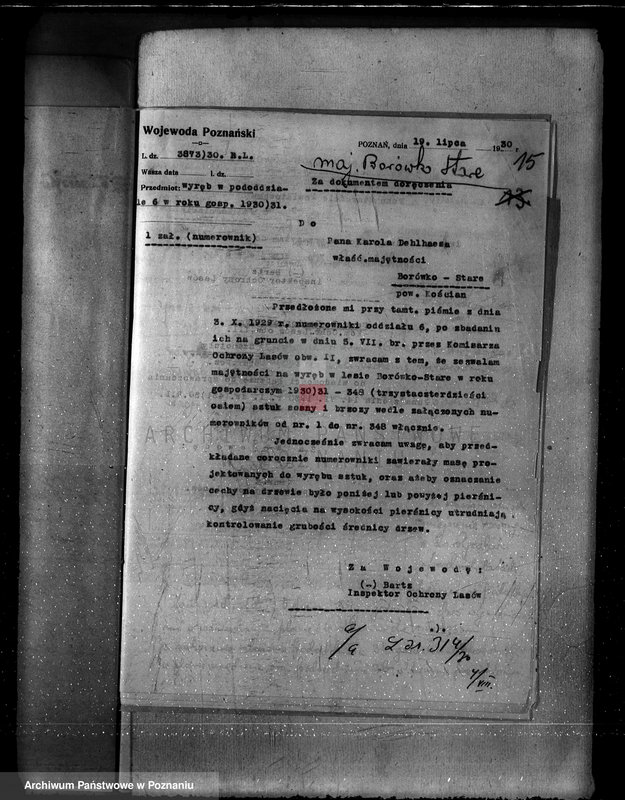 Wojewoda Poznański
POZNAŃ, dnia 19. lipca 1930 r.
L. dz. 3873)30. R.L.
maj. Borówko Stare
15
Wasza data l. dz.
Za dokumentem doręczenia
Przedmiot: wyręb w pododdzia-
le 6 w roku gosp. 1930)31.
Do
1 zał. (numerownik)
Pana Karola Dehlhaesa
właść.majętności
Borówko - Stare
pow. Kościan
Przedłożone mi przy tamt. piśmie z dnia
3. X. 1929 r. numerowniki oddziału 6, po zbadaniu
ich na gruncie w dniu 5. VII. br. przez Komisarza
Ochrony Lasów obw. II, zwracam z tem, że zezwalam
majętności na wyręb w lesie Borówko-Stare w roku
gospodarczym 1930)31 - 348 (trzystaczterdzieści
osiem) sztuk sosny i brzozy wedle załączonych nu-
merowników od nr. 1 do nr. 348 włącznie.
Jednocześnie zwracam uwagę, aby przed-
kładane corocznie numerowniki zawierały masę pro-
jektowanych do wyrębu sztuk, oraz ażeby oznaczanie
cechy na drzewie było poniżej lub powyżej pierśni-
cy, gdyż nacięcia na wysokości pierśnicy utrudniają
kontrolowanie grubości średnicy drzew.
Za Wojewodę:
(-) Bartz
Inspektor Ochrony Lasów
a/a
Archiwum Państwowe w Poznaniu